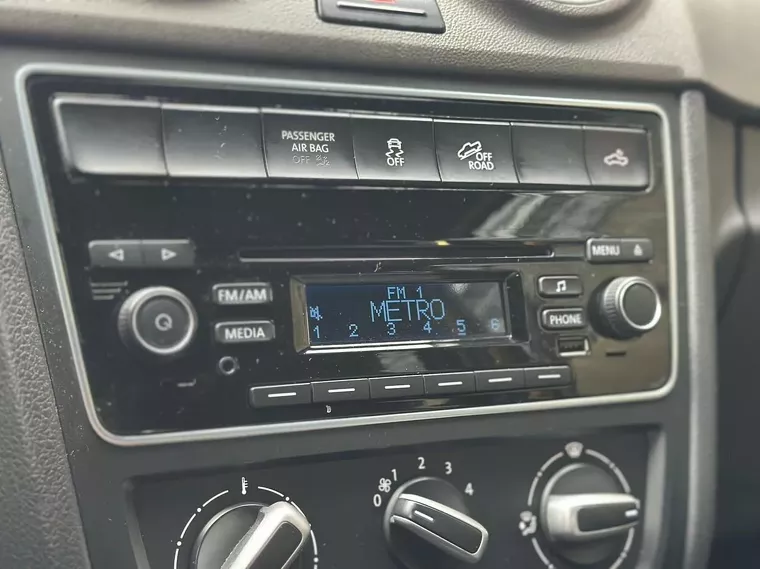 PASSENGER
AIR BAG
OFF
OFF
OFF
ROAD
MENU
FM/AM
MEDIA
FM 1
METRO
1 2 3 4 5 6
PHONE
0 1 2 3 4